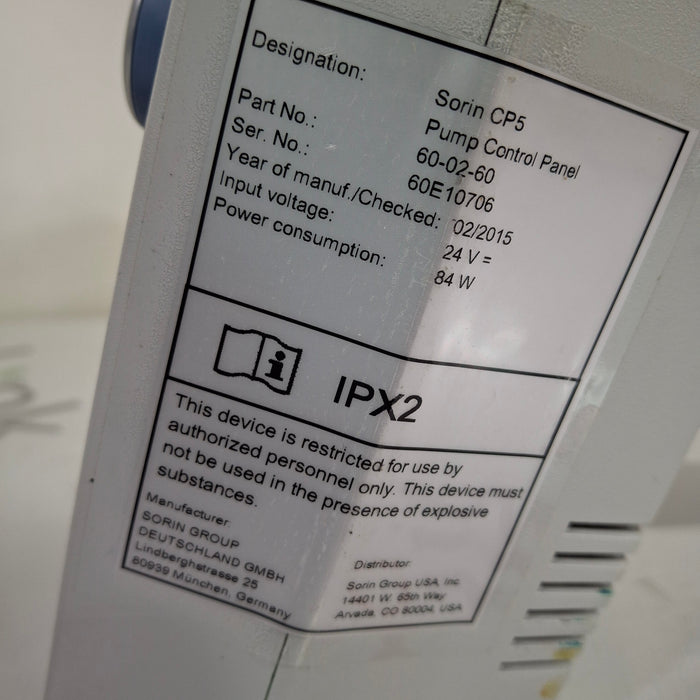 Designation: Sorin CP5
Pump Control Panel
Part No.: 60-02-60
Ser. No.: 60E10706
Year of manuf./Checked: 02/2015
Input voltage: 24 V =
Power consumption: 84 W
IPX2
This device is restricted for use by
authorized personnel only. This device must
not be used in the presence of explosive
substances.
Manufacturer:
SORIN GROUP
DEUTSCHLAND GMBH
Lindberghstrasse 25
80939 München, Germany
Distributor:
Sorin Group USA, Inc.
14401 W. 65th Way
Arvada, CO 80004, USA